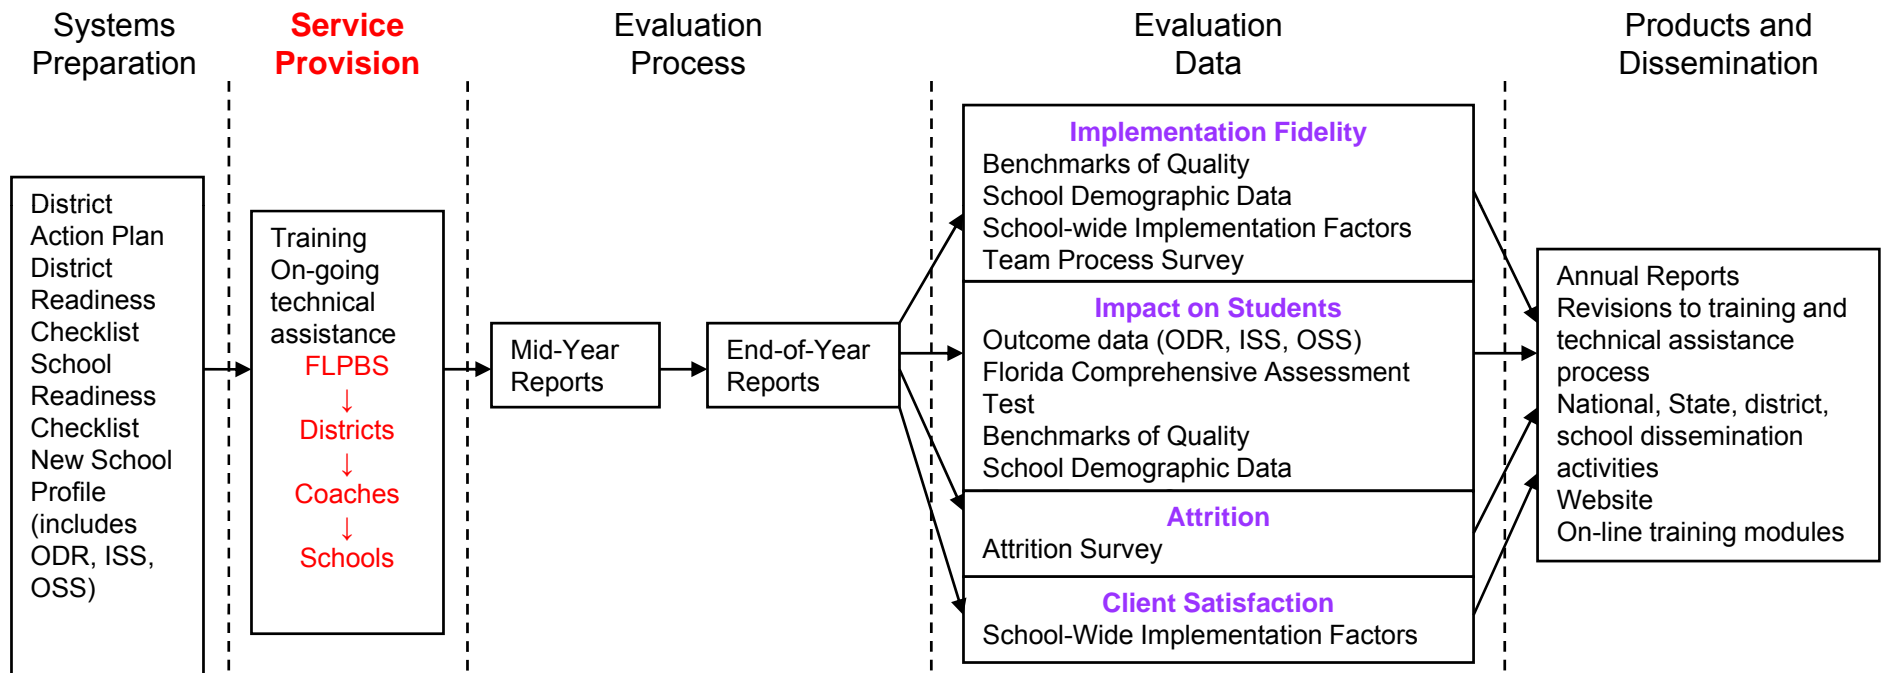 Systems
Preparation
Service
Provision
Evaluation
Process
Evaluation
Data
Products and
Dissemination
District
Action Plan
District
Readiness
Checklist
School
Readiness
Checklist
New School
Profile
(includes
ODR, ISS,
OSS)
Training
On-going
technical
assistance
FLPBS
↓
Districts
↓
Coaches
↓
Schools
Mid-Year
Reports
End-of-Year
Reports
Implementation Fidelity
Benchmarks of Quality
School Demographic Data
School-wide Implementation Factors
Team Process Survey
Impact on Students
Outcome data (ODR, ISS, OSS)
Florida Comprehensive Assessment
Test
Benchmarks of Quality
School Demographic Data
Attrition
Attrition Survey
Client Satisfaction
School-Wide Implementation Factors
Annual Reports
Revisions to training and
technical assistance
process
National, State, district,
school dissemination
activities
Website
On-line training modules